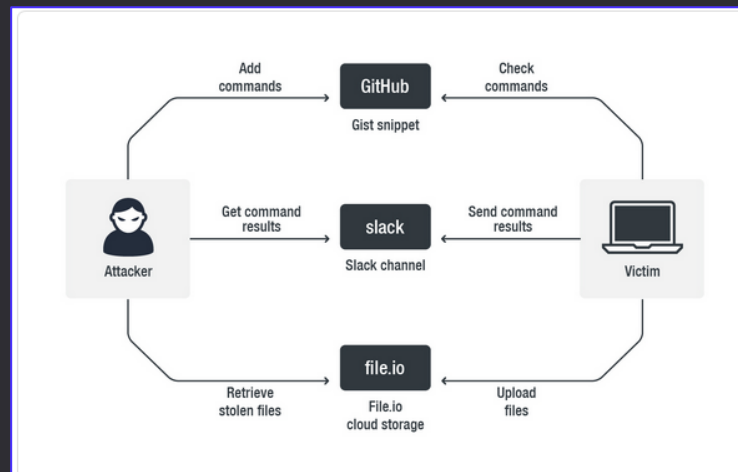 Add
commands
GitHub
Check
commands
Gist snippet
Get command
results
slack
Send command
results
Attacker
Slack channel
Victim
file.io
Retrieve
stolen files
File.io
cloud storage
Upload
files